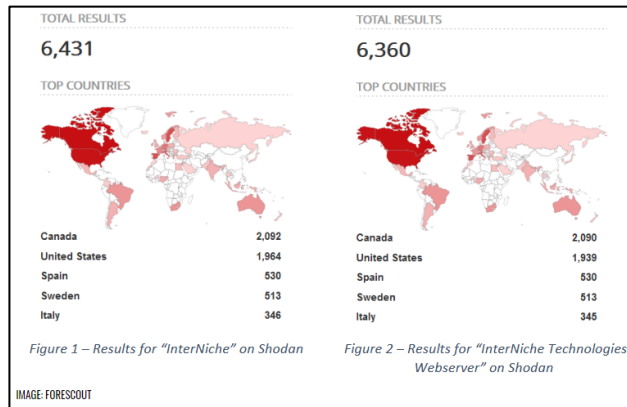 TOTAL RESULTS
6,431
TOP COUNTRIES
Canada 2,092
United States 1,964
Spain 530
Sweden 513
Italy 346
Figure 1 – Results for “InterNiche” on Shodan
TOTAL RESULTS
6,360
TOP COUNTRIES
Canada 2,090
United States 1,939
Spain 530
Sweden 513
Italy 345
Figure 2 – Results for “InterNiche Technologies
Webserver” on Shodan
IMAGE: FORESCOUT